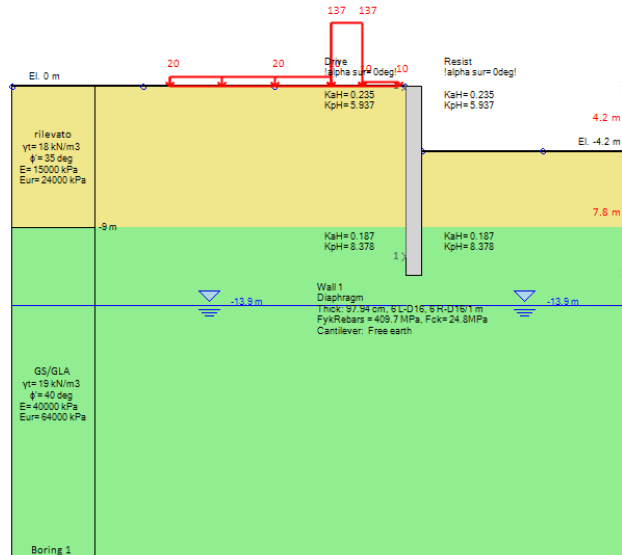 137 137
20
20
10
10
El. 0 m
Drive
!alpha sur= 0deg!
KaH= 0.235
KpH= 5.937
Resist
!alpha sur= 0deg!
KaH= 0.235
KpH= 5.937
4.2 m
El. -4.2 m
rilevato
γt= 18 kN/m3
ϕ'= 35 deg
E= 15000 kPa
Eur= 24000 kPa
7.8 m
-9 m
KaH= 0.187
KpH= 8.378
KaH= 0.187
KpH= 8.378
1
Wall 1
Diaphragm
Thick: 97.94 cm, 6 L-D16, 6 R-D16/1 m
FykRebars = 409.7 MPa, Fck= 24.8MPa
Cantilever: Free earth
-13.9 m
-13.9 m
GS/GLA
γt= 19 kN/m3
ϕ'= 40 deg
E= 40000 kPa
Eur= 64000 kPa
Boring 1